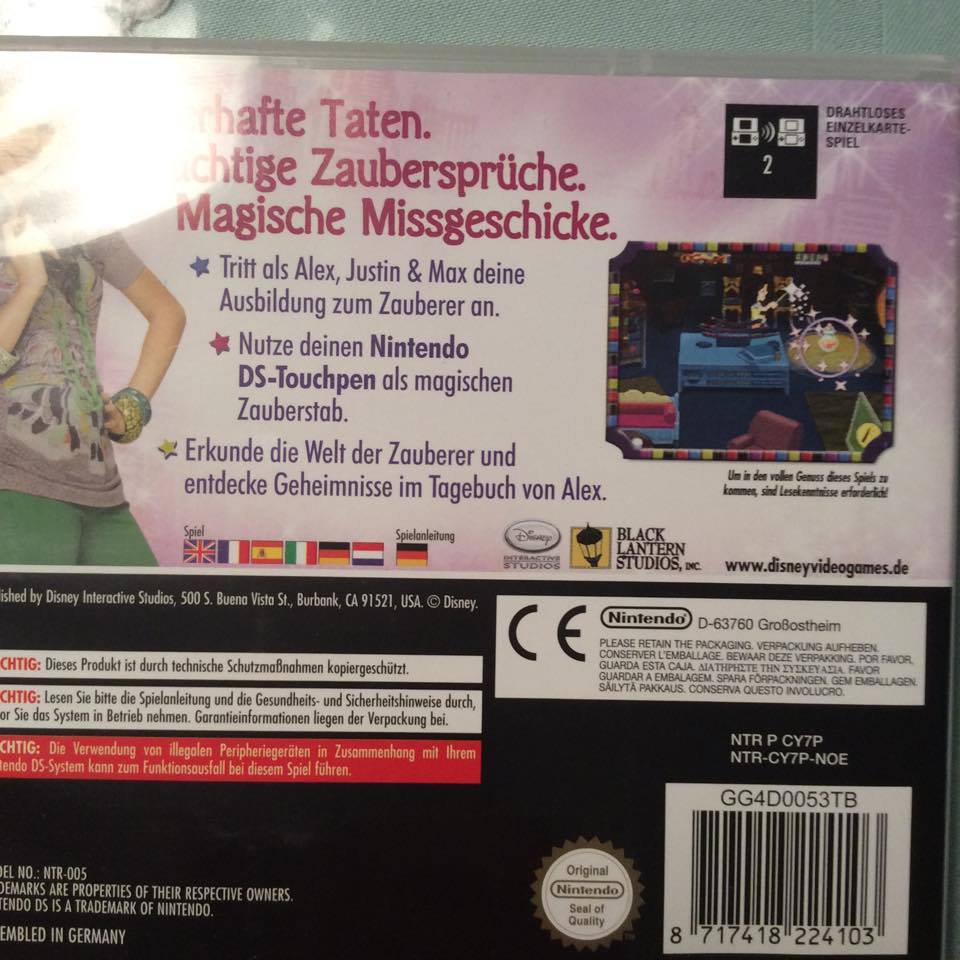 hafte Taten.
chtige Zaubersprüche.
Magische Missgeschicke.
DRAHTLOSES
EINZELKARTE-
SPIEL
2
Tritt als Alex, Justin & Max deine
Ausbildung zum Zauberer an.
Nutze deinen Nintendo
DS-Touchpen als magischen
Zauberstab.
Erkunde die Welt der Zauberer und
entdecke Geheimnisse im Tagebuch von Alex.
Um in den vollen Genuss dieses Spiels zu
kommen, sind Lesekenntnisse erforderlich!
Spiel
Spielanleitung
Disney
INTERACTIVE
STUDIOS
BLACK
LANTERN
STUDIOS, INC.
www.disneyvideogames.de
ished by Disney Interactive Studios, 500 S. Buena Vista St., Burbank, CA 91521, USA. © Disney.
CHTIG: Dieses Produkt ist durch technische Schutzmaßnahmen kopiergeschützt.
CHTIG: Lesen Sie bitte die Spielanleitung und die Gesundheits- und Sicherheitshinweise durch,
or Sie das System in Betrieb nehmen. Garantieinformationen liegen der Verpackung bei.
CHTIG: Die Verwendung von illegalen Peripheriegeräten in Zusammenhang mit Ihrem
tendo DS-System kann zum Funktionsausfall bei diesem Spiel führen.
CE
Nintendo
D-63760 Großostheim
PLEASE RETAIN THE PACKAGING. VERPACKUNG AUFHEBEN.
CONSERVER L'EMBALLAGE. BEWAAR DEZE VERPAKKING. POR FAVOR,
GUARDA ESTA CAJA. ΔΙΑΤΗΡΗΣΤΕ ΤΗΝ ΣΥΣΚΕΥΑΣΙΑ. FAVOR
GUARDAR A EMBALAGEM. SPARA FÖRPACKNINGEN. GEM EMBALLAGEN.
SÄILYTÄ PAKKAUS. CONSERVA QUESTO INVOLUCRO.
NTR P CY7P
NTR-CY7P-NOE
GG4D0053TB
8 717418 224103
Original
Nintendo
Seal of
Quality
DEL NO.: NTR-005
DEMARKS ARE PROPERTIES OF THEIR RESPECTIVE OWNERS.
TENDO DS IS A TRADEMARK OF NINTENDO.
EMBLED IN GERMANY